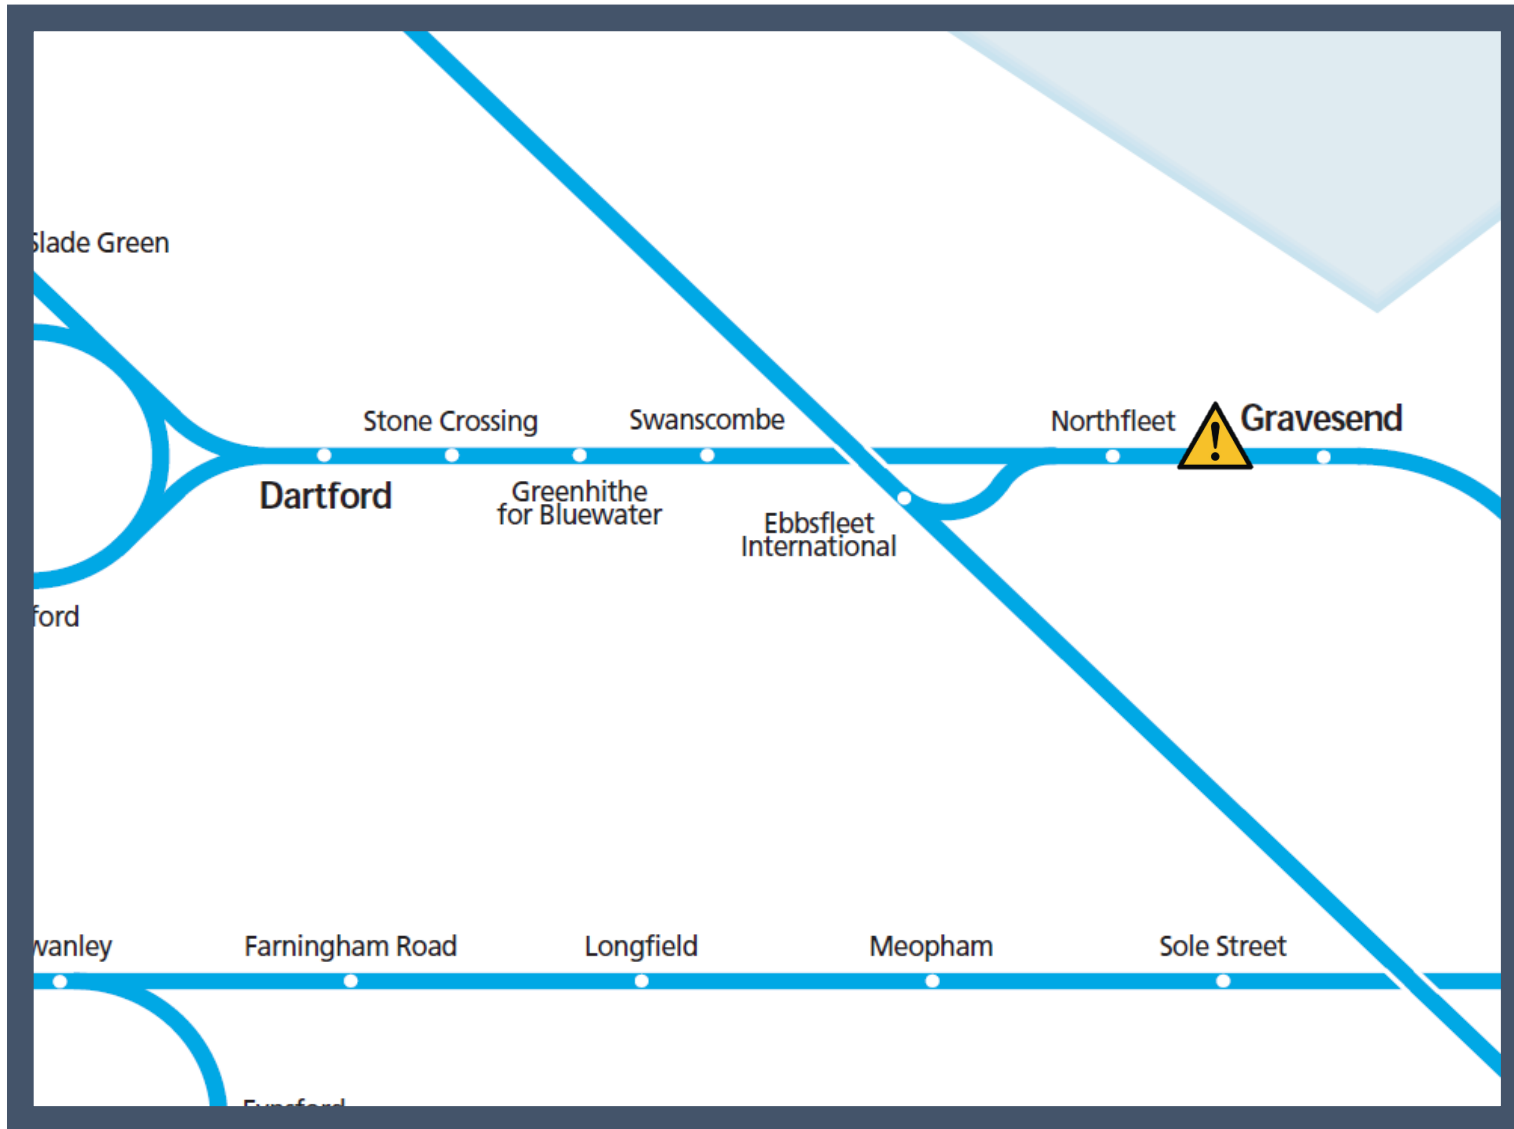 Slade Green
Stone Crossing
Swanscombe
Northfleet
Gravesend
Dartford
Greenhithe
for Bluewater
Ebbsfleet
International
ford
wanley
Farningham Road
Longfield
Meopham
Sole Street